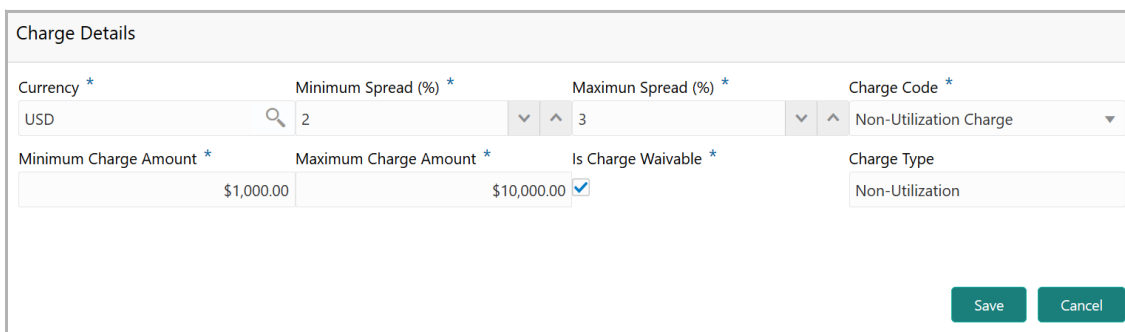 Charge Details
Currency * Minimum Spread (%) * Maximun Spread (%) * Charge Code *
USD 2 3 Non-Utilization Charge
Minimum Charge Amount * Maximum Charge Amount * Is Charge Waivable * Charge Type
$1,000.00 $10,000.00 Non-Utilization
Save Cancel